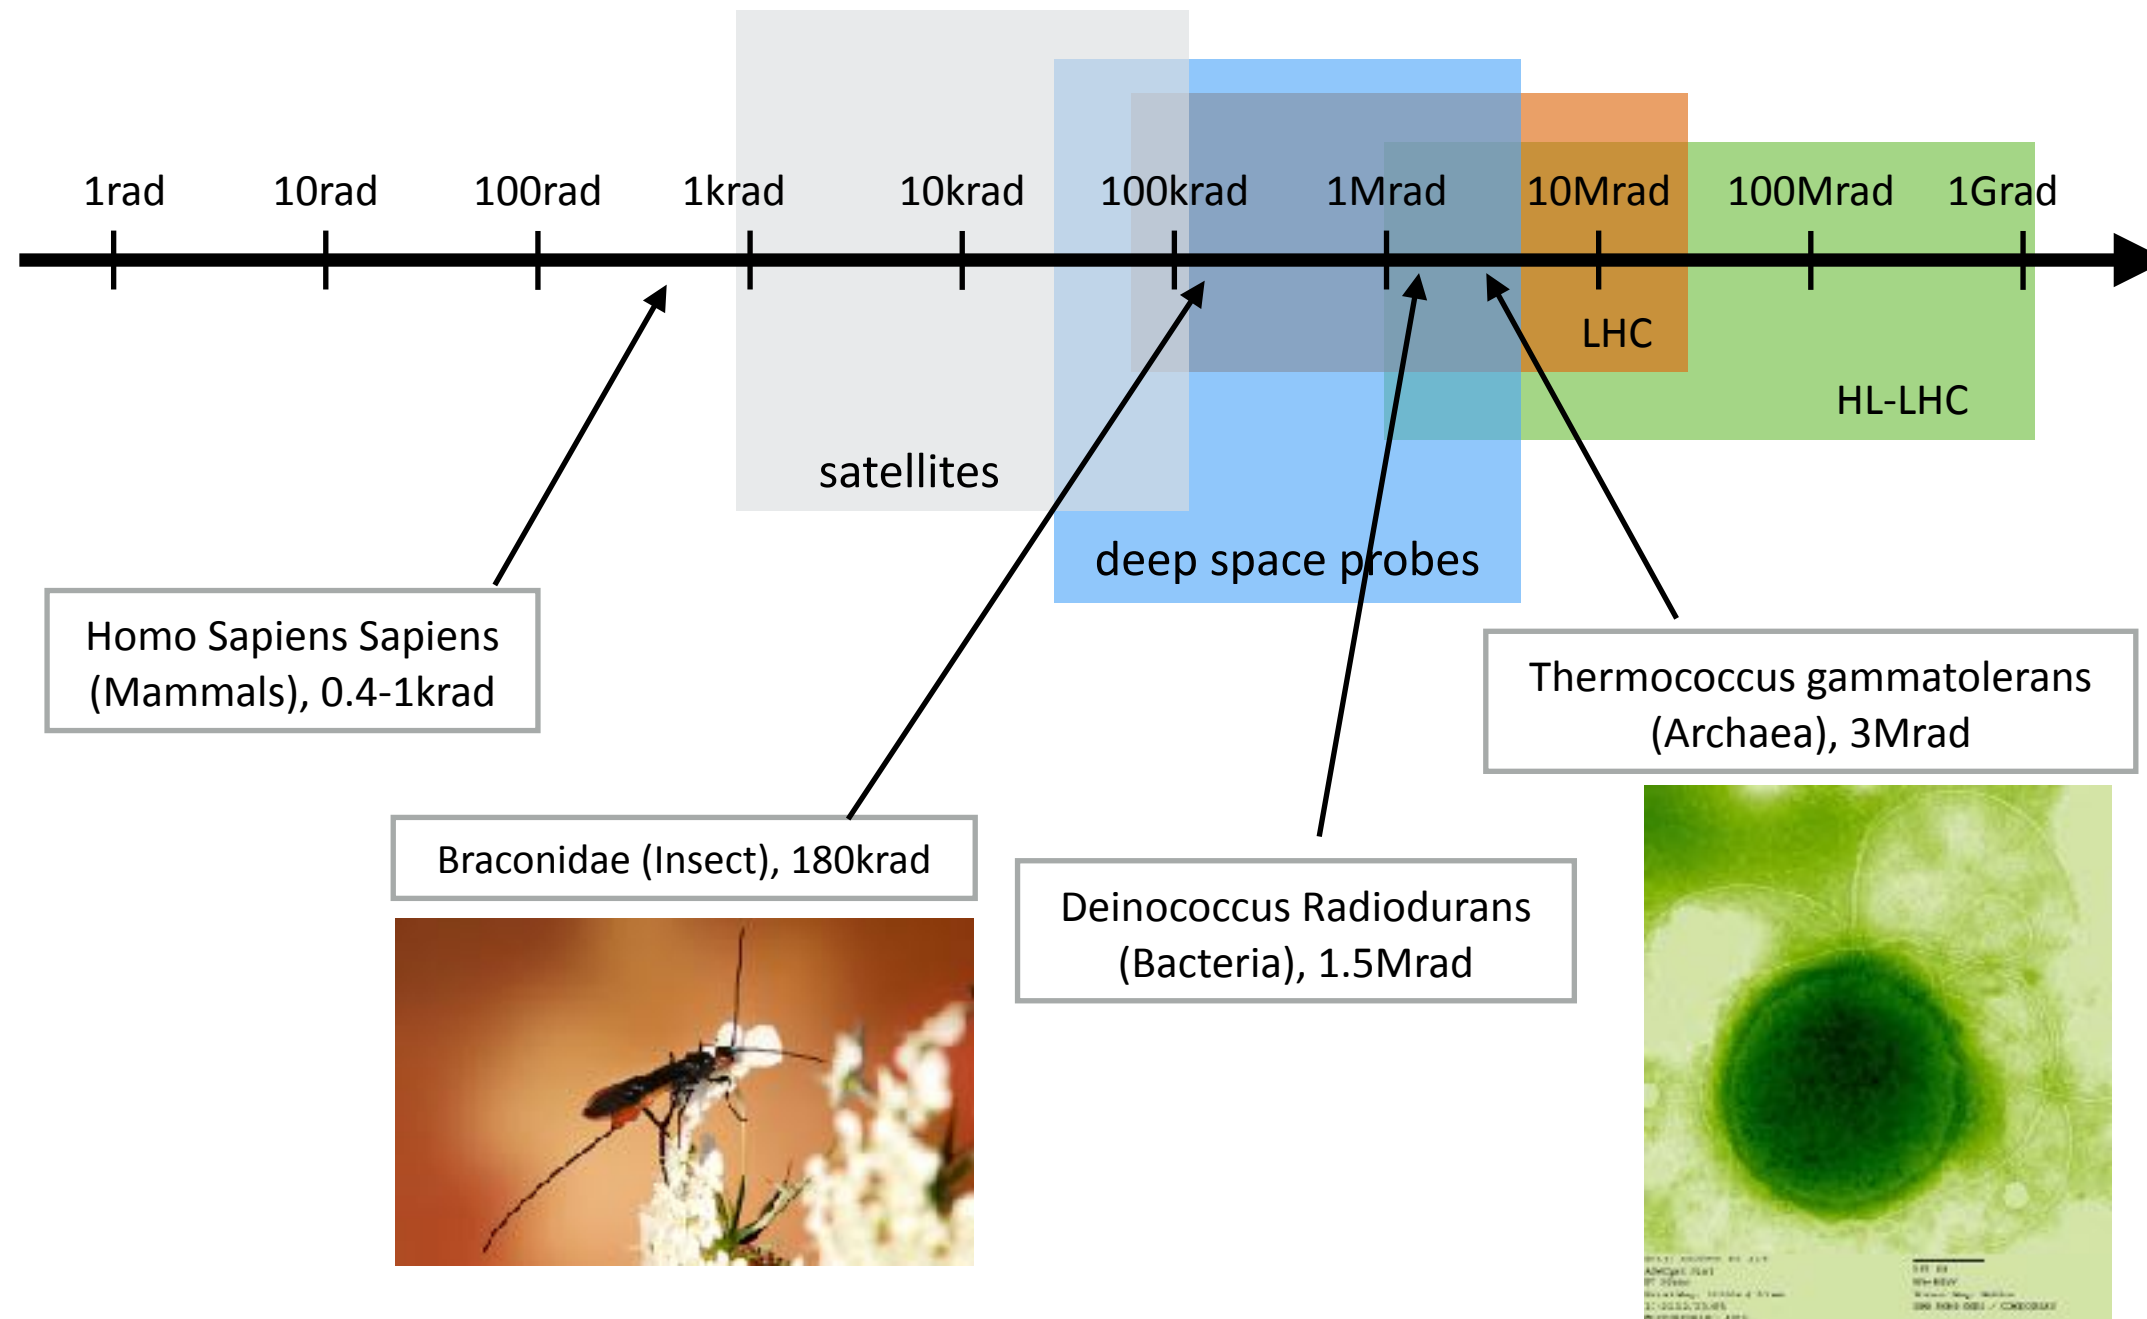 1rad 10rad 100rad 1krad 10krad 100krad 1Mrad 10Mrad 100Mrad 1Grad
LHC
HL-LHC
satellites
deep space probes
Homo Sapiens Sapiens
(Mammals), 0.4-1krad
Thermococcus gammatolerans
(Archaea), 3Mrad
Braconidae (Insect), 180krad
Deinococcus Radiodurans
(Bacteria), 1.5Mrad